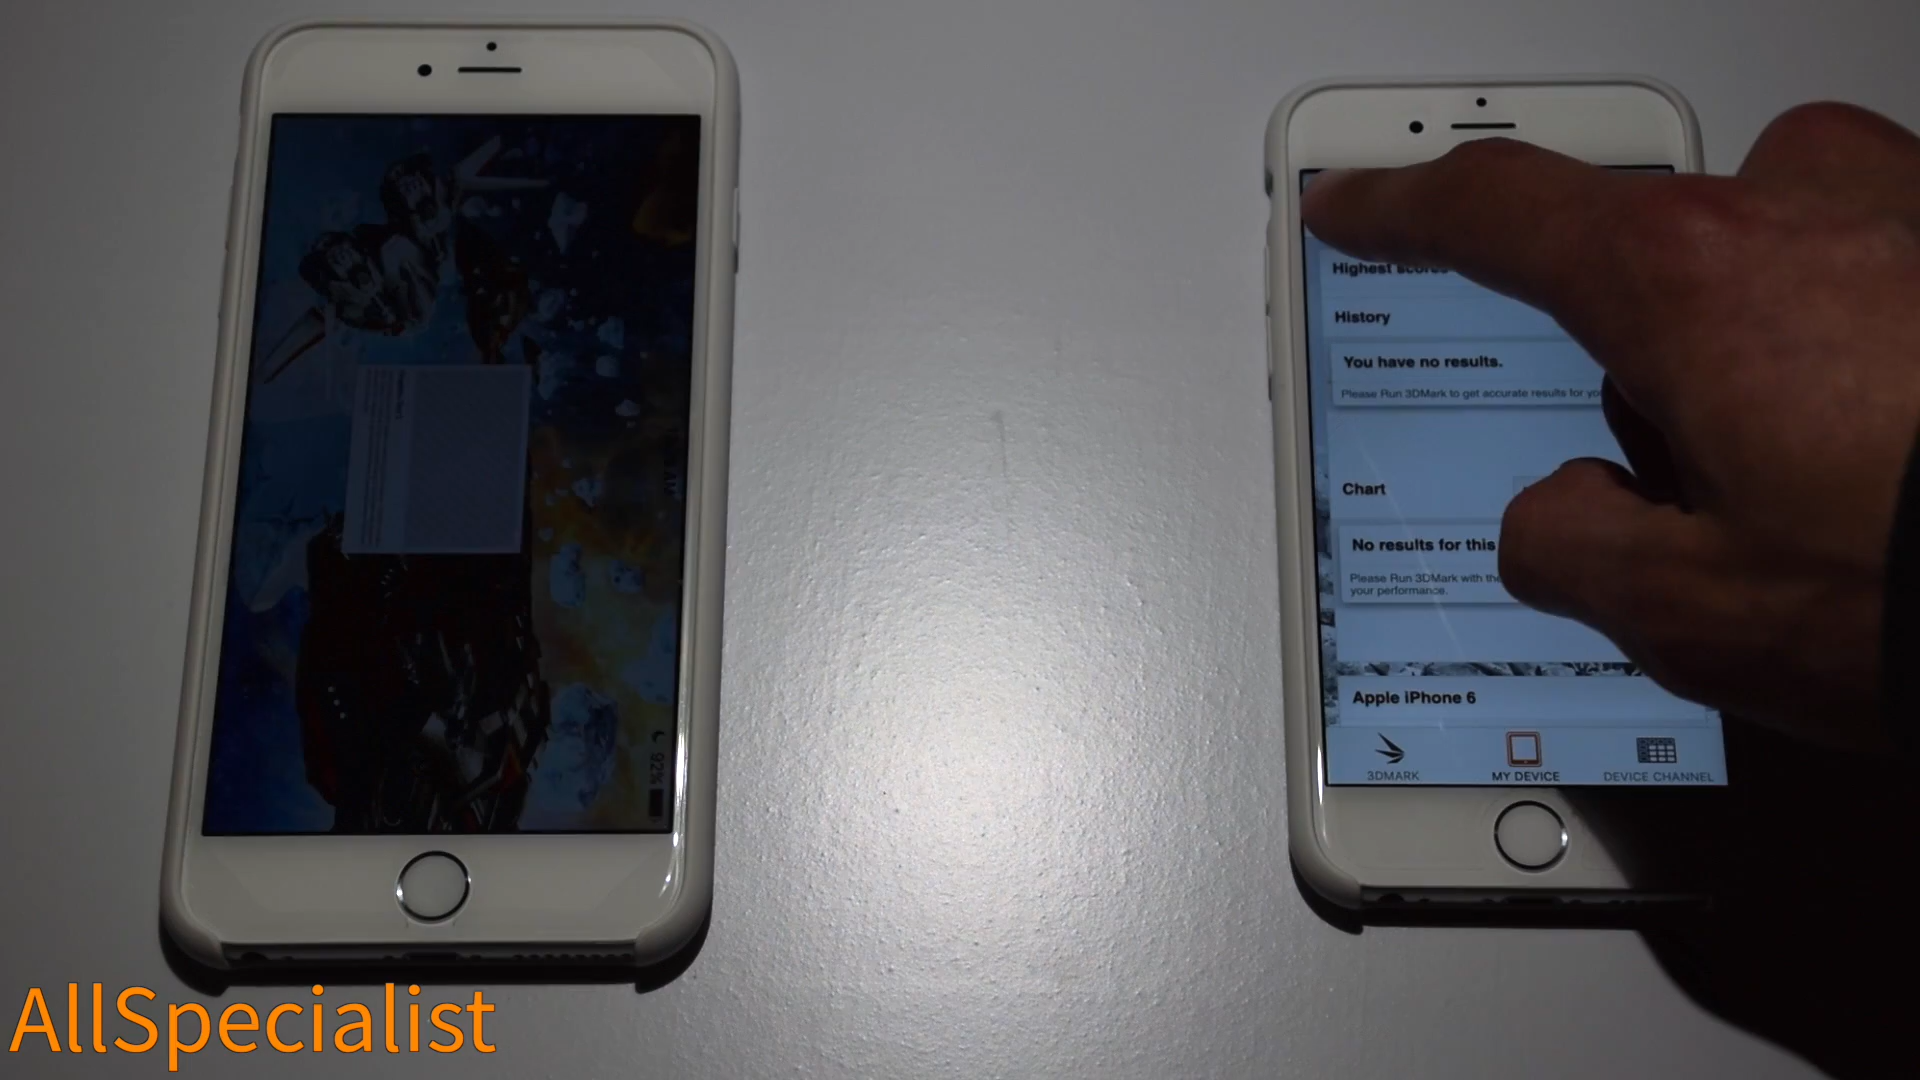 92%
Highest scores
History
You have no results.
Please Run 3DMark to get accurate results for
Chart
No results for this
Please Run 3DMark with the
your performance.
Apple iPhone 6
3DMARK
MY DEVICE
DEVICE CHANNEL
AllSpecialist